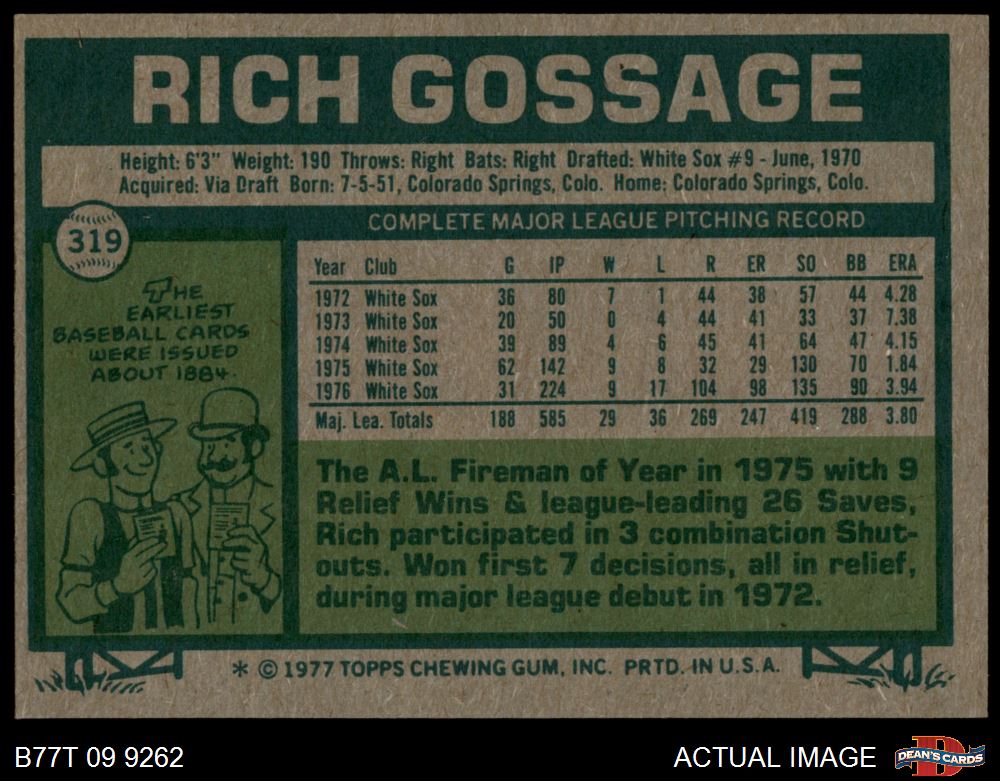 RICH GOSSAGE
Height: 6'3" Weight: 190 Throws: Right Bats: Right Drafted: White Sox #9 - June, 1970
Acquired: Via Draft Born: 7-5-51, Colorado Springs, Colo. Home: Colorado Springs, Colo.
319
COMPLETE MAJOR LEAGUE PITCHING RECORD
THE
EARLIEST
BASEBALL CARDS
WERE ISSUED
ABOUT 1884.
Year Club G IP W L R ER SO BB ERA
1972 White Sox 36 80 7 1 44 38 57 44 4.28
1973 White Sox 20 50 0 4 44 41 33 37 7.38
1974 White Sox 39 89 4 6 45 41 64 47 4.15
1975 White Sox 62 142 9 8 32 29 130 70 1.84
1976 White Sox 31 224 9 17 104 98 135 90 3.94
Maj. Lea. Totals 188 585 29 36 269 247 419 288 3.80
The A.L. Fireman of Year in 1975 with 9
Relief Wins & league-leading 26 Saves,
Rich participated in 3 combination Shut-
outs. Won first 7 decisions, all in relief,
during major league debut in 1972.
* © 1977 TOPPS CHEWING GUM, INC. PRTD. IN U.S.A.
B77T 09 9262
ACTUAL IMAGE
D
DEAN'S CARDS